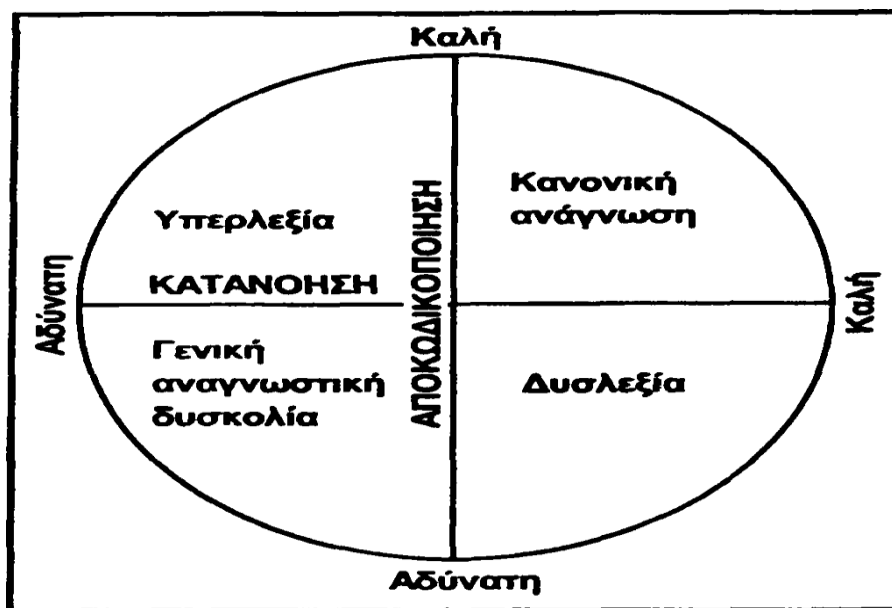 Καλή
Υπερλεξία
Κανονική
ανάγνωση
ΚΑΤΑΝΟΗΣΗ
ΑΠΟΚΩΔΙΚΟΠΟΙΗΣΗ
Αδύνατη
Καλή
Γενική
αναγνωστική
δυσκολία
Δυσλεξία
Αδύνατη